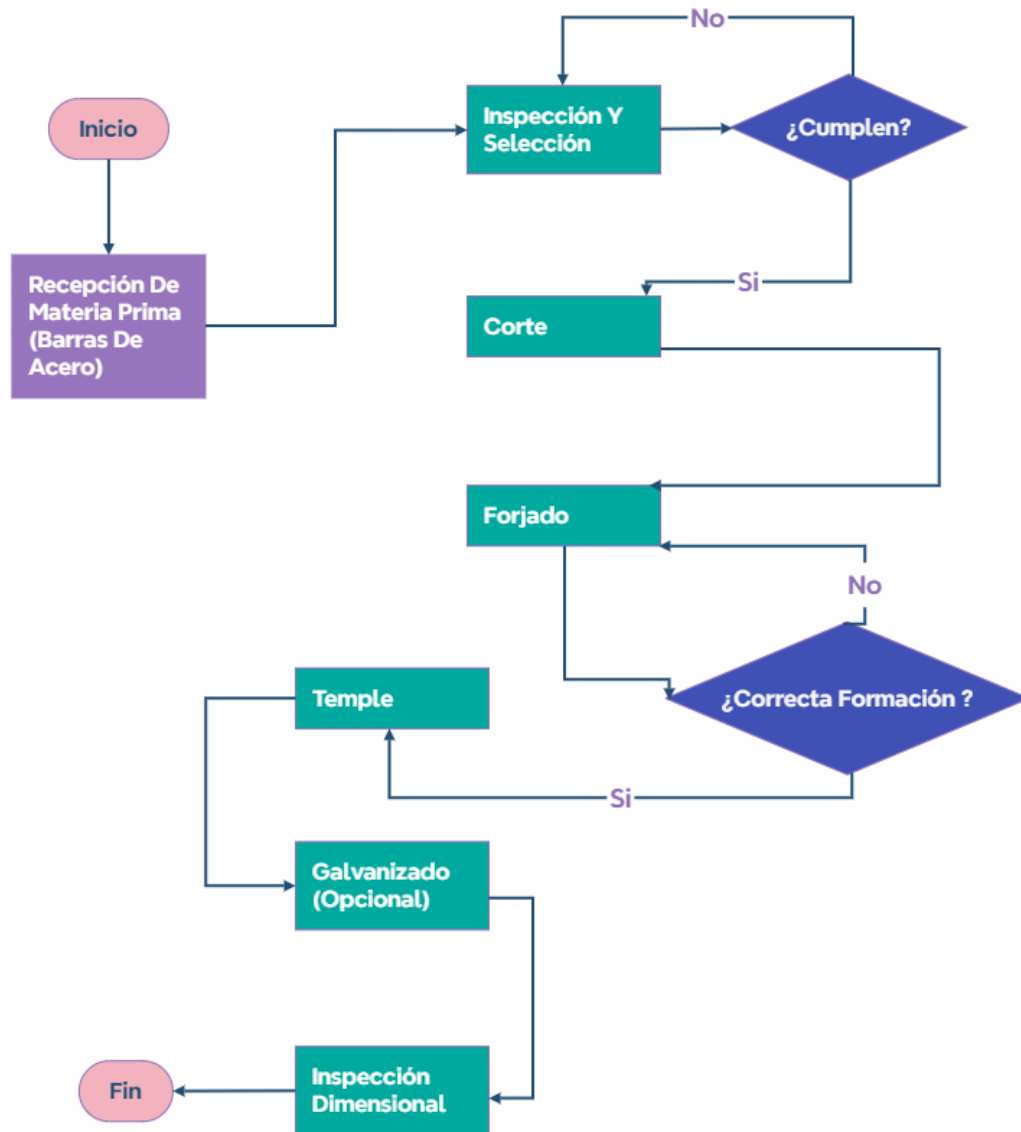 Inicio
Recepción De
Materia Prima
(Barras De
Acero)
Inspección Y
Selección
No
¿Cumplen?
Si
Corte
Forjado
No
¿Correcta Formación ?
Si
Temple
Galvanizado
(Opcional)
Inspección
Dimensional
Fin